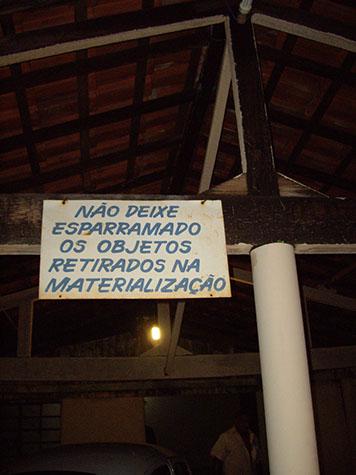 NÃO DEIXE
ESPARRAMADO
OS OBJETOS
RETIRADOS NA
MATERIALIZAÇÃO